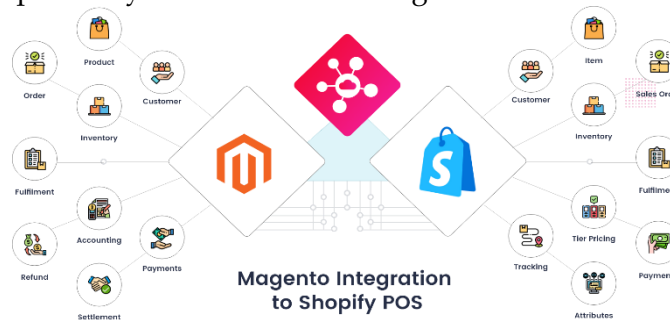 Product
Item
Order
Customer
Customer
Sales Ord
Inventory
Inventory
Fulfilment
Fulfilmen
Accounting
Tier Pricing
Refund
Payments
Tracking
Paymen
Settlement
Attributes
Magento Integration
to Shopify POS